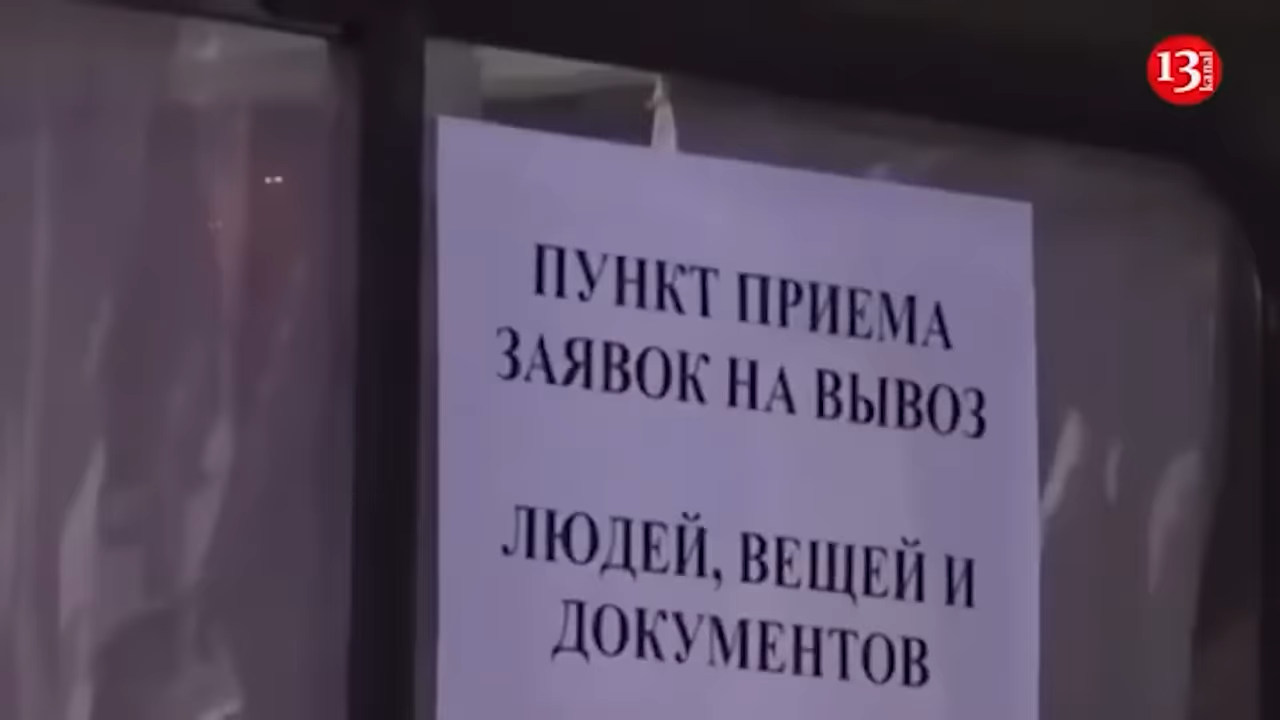 13 kanal
ПУНКТ ПРИЕМА
ЗАЯВОК НА ВЫВОЗ
ЛЮДЕЙ, ВЕЩЕЙ И
ДОКУМЕНТОВ